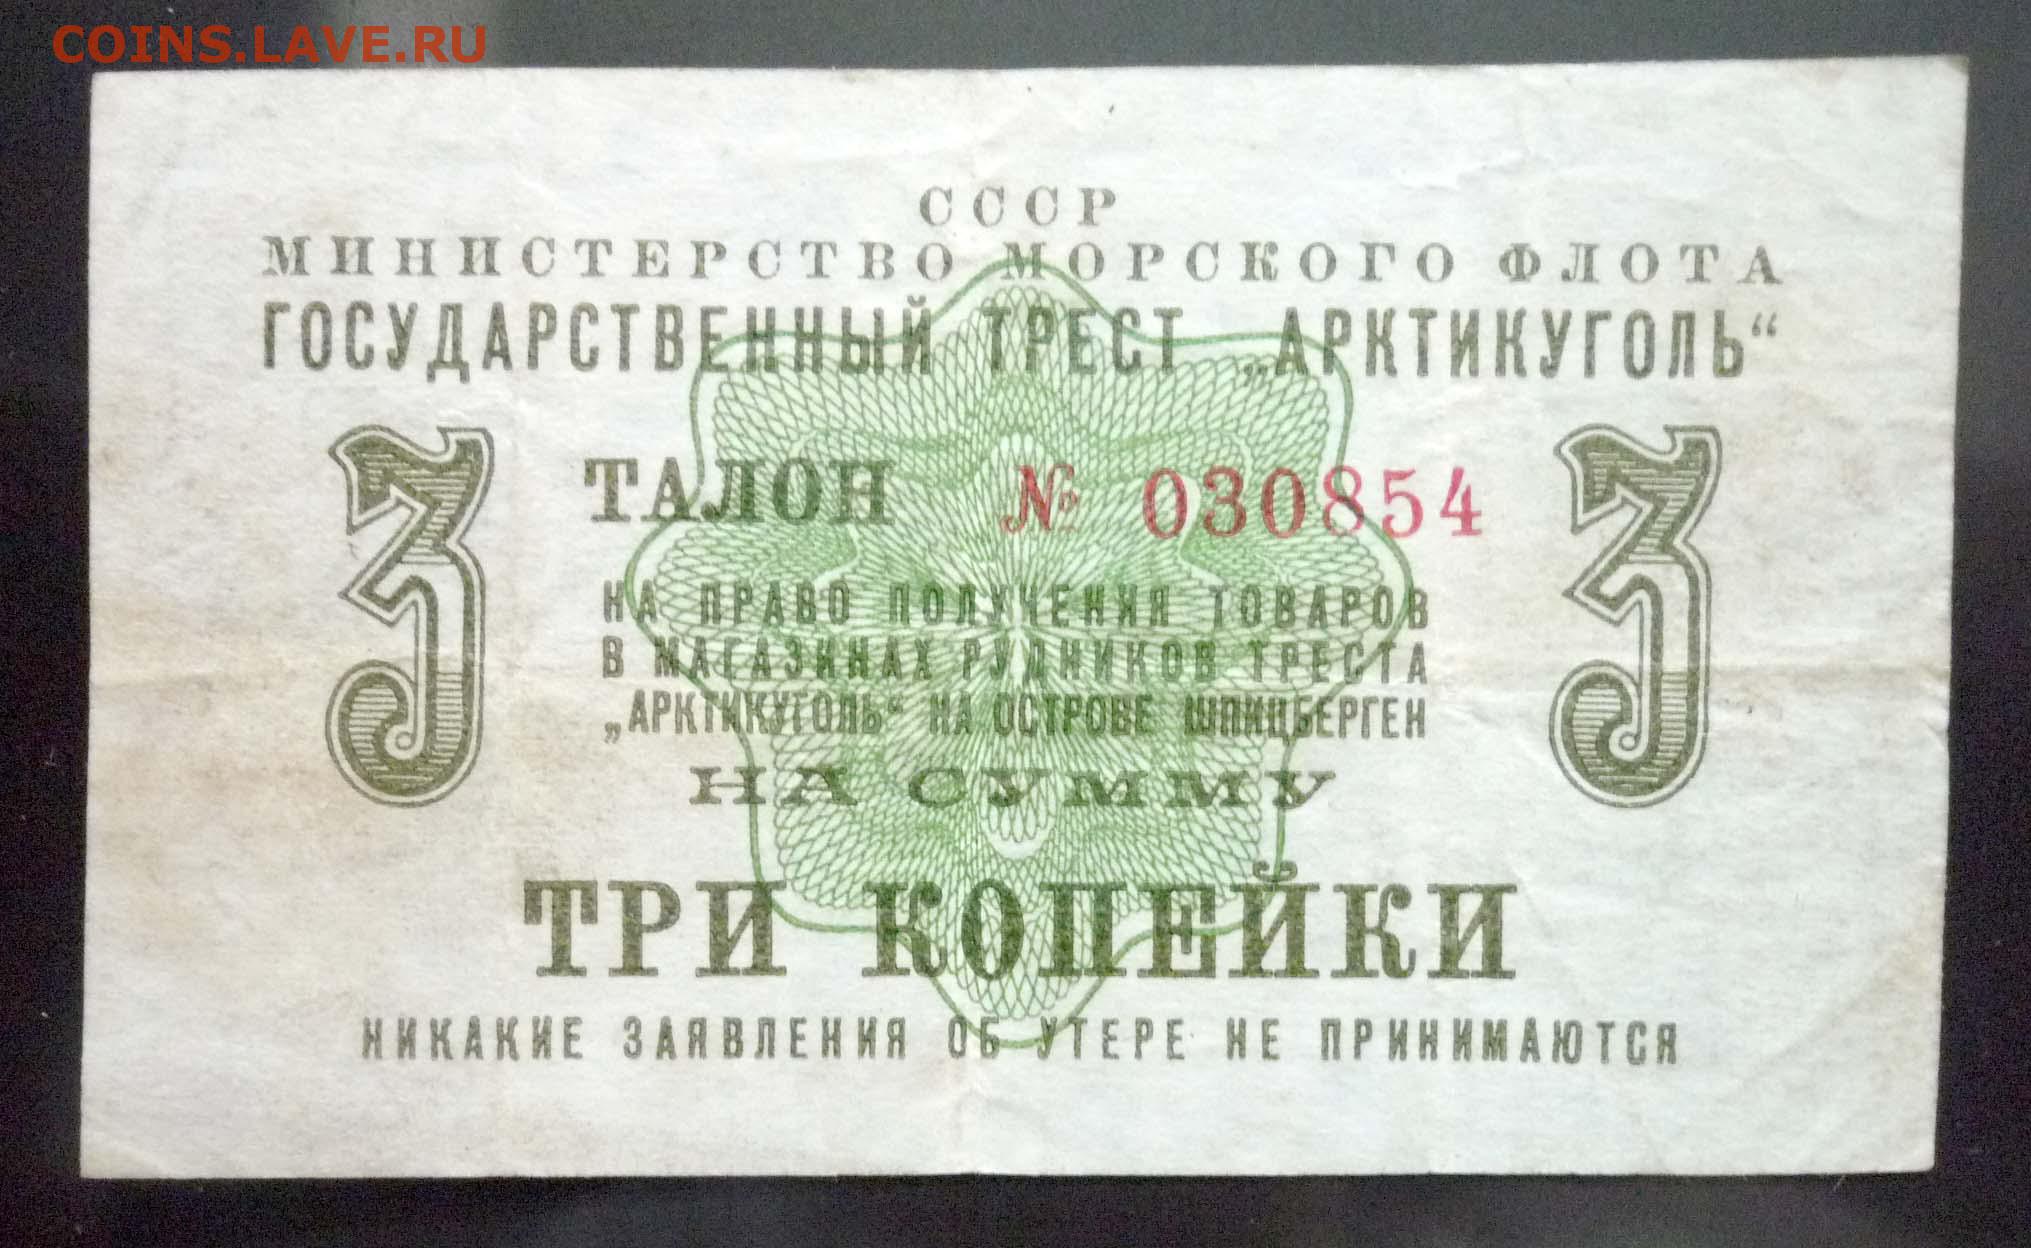 COINS.LAVE.RU
СССР
МИНИСТЕРСТВО МОРСКОГО ФЛОТА
ГОСУДАРСТВЕННЫЙ ТРЕСТ „АРКТИКУГОЛЬ“
3 ТАЛОН № 030854 3
НА ПРАВО ПОЛУЧЕНИЯ ТОВАРОВ
В МАГАЗИНАХ РУДНИКОВ ТРЕСТА
„АРКТИКУГОЛЬ“ НА ОСТРОВЕ ШПИЦБЕРГЕН
НА СУММУ
ТРИ КОПЕЙКИ
НИКАКИЕ ЗАЯВЛЕНИЯ ОБ УТЕРЕ НЕ ПРИНИМАЮТСЯ